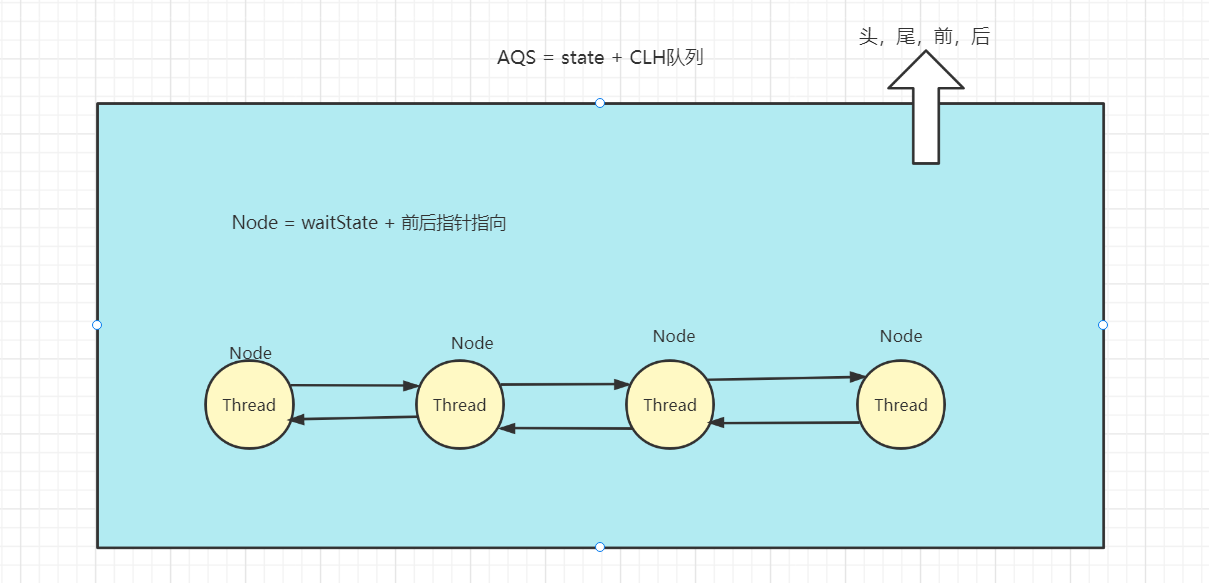 头，尾，前，后
AQS = state + CLH队列
Node = waitState + 前后指针指向
Node
Node
Node
Node
Thread
Thread
Thread
Thread